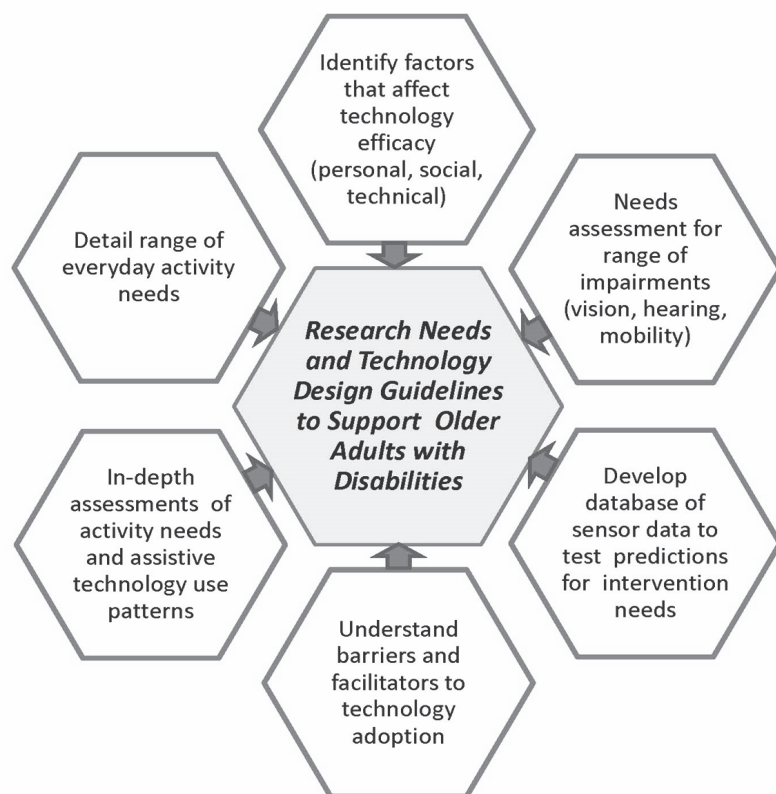 Identify factors
that affect
technology
efficacy
(personal, social,
technical)
Needs
assessment for
range of
impairments
(vision, hearing,
mobility)
Detail range of
everyday activity
needs
Research Needs
and Technology
Design Guidelines
to Support Older
Adults with
Disabilities
In-depth
assessments of
activity needs
and assistive
technology use
patterns
Develop
database of
sensor data to
test predictions
for intervention
needs
Understand
barriers and
facilitators to
technology
adoption